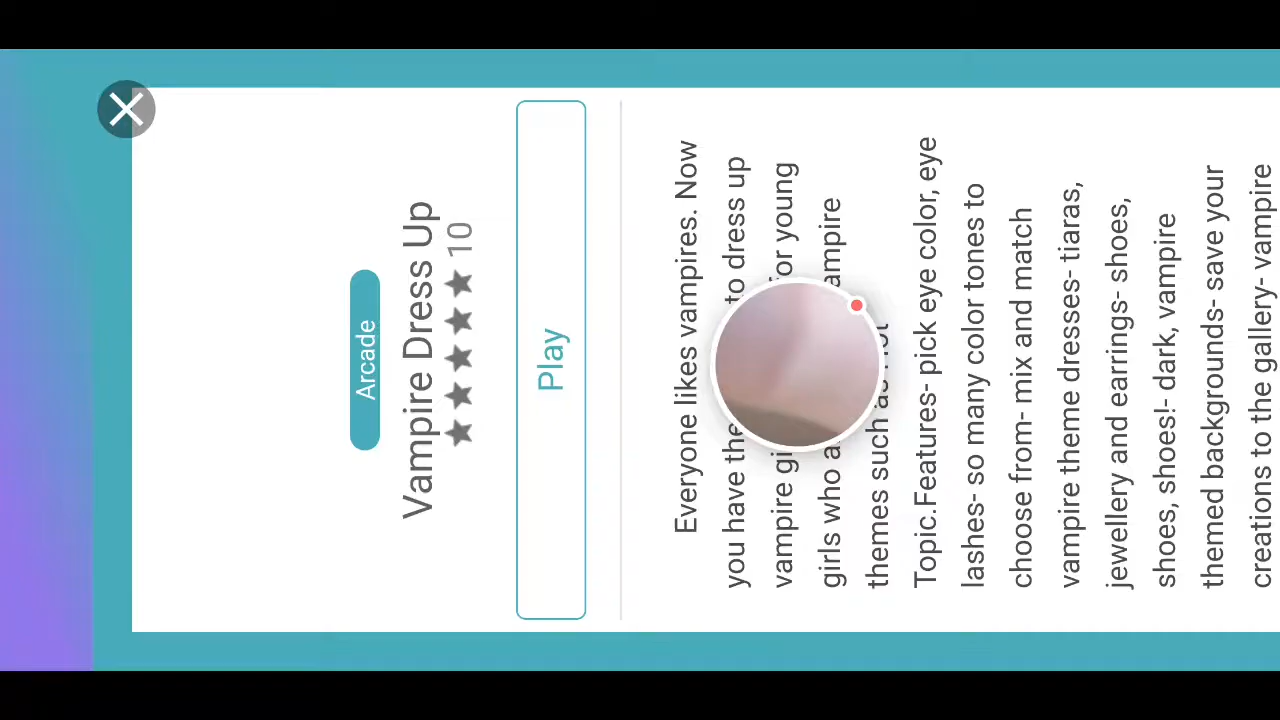 Arcade
Vampire Dress Up
10
Play
Everyone likes vampires. Now
you have the to dress up
vampire for young
girls who vampire
themes such as
Topic.Features- pick eye color, eye
lashes- so many color tones to
choose from- mix and match
vampire theme dresses- tiaras,
jewellery and earrings- shoes,
shoes, shoes!- dark, vampire
themed backgrounds- save your
creations to the gallery- vampire